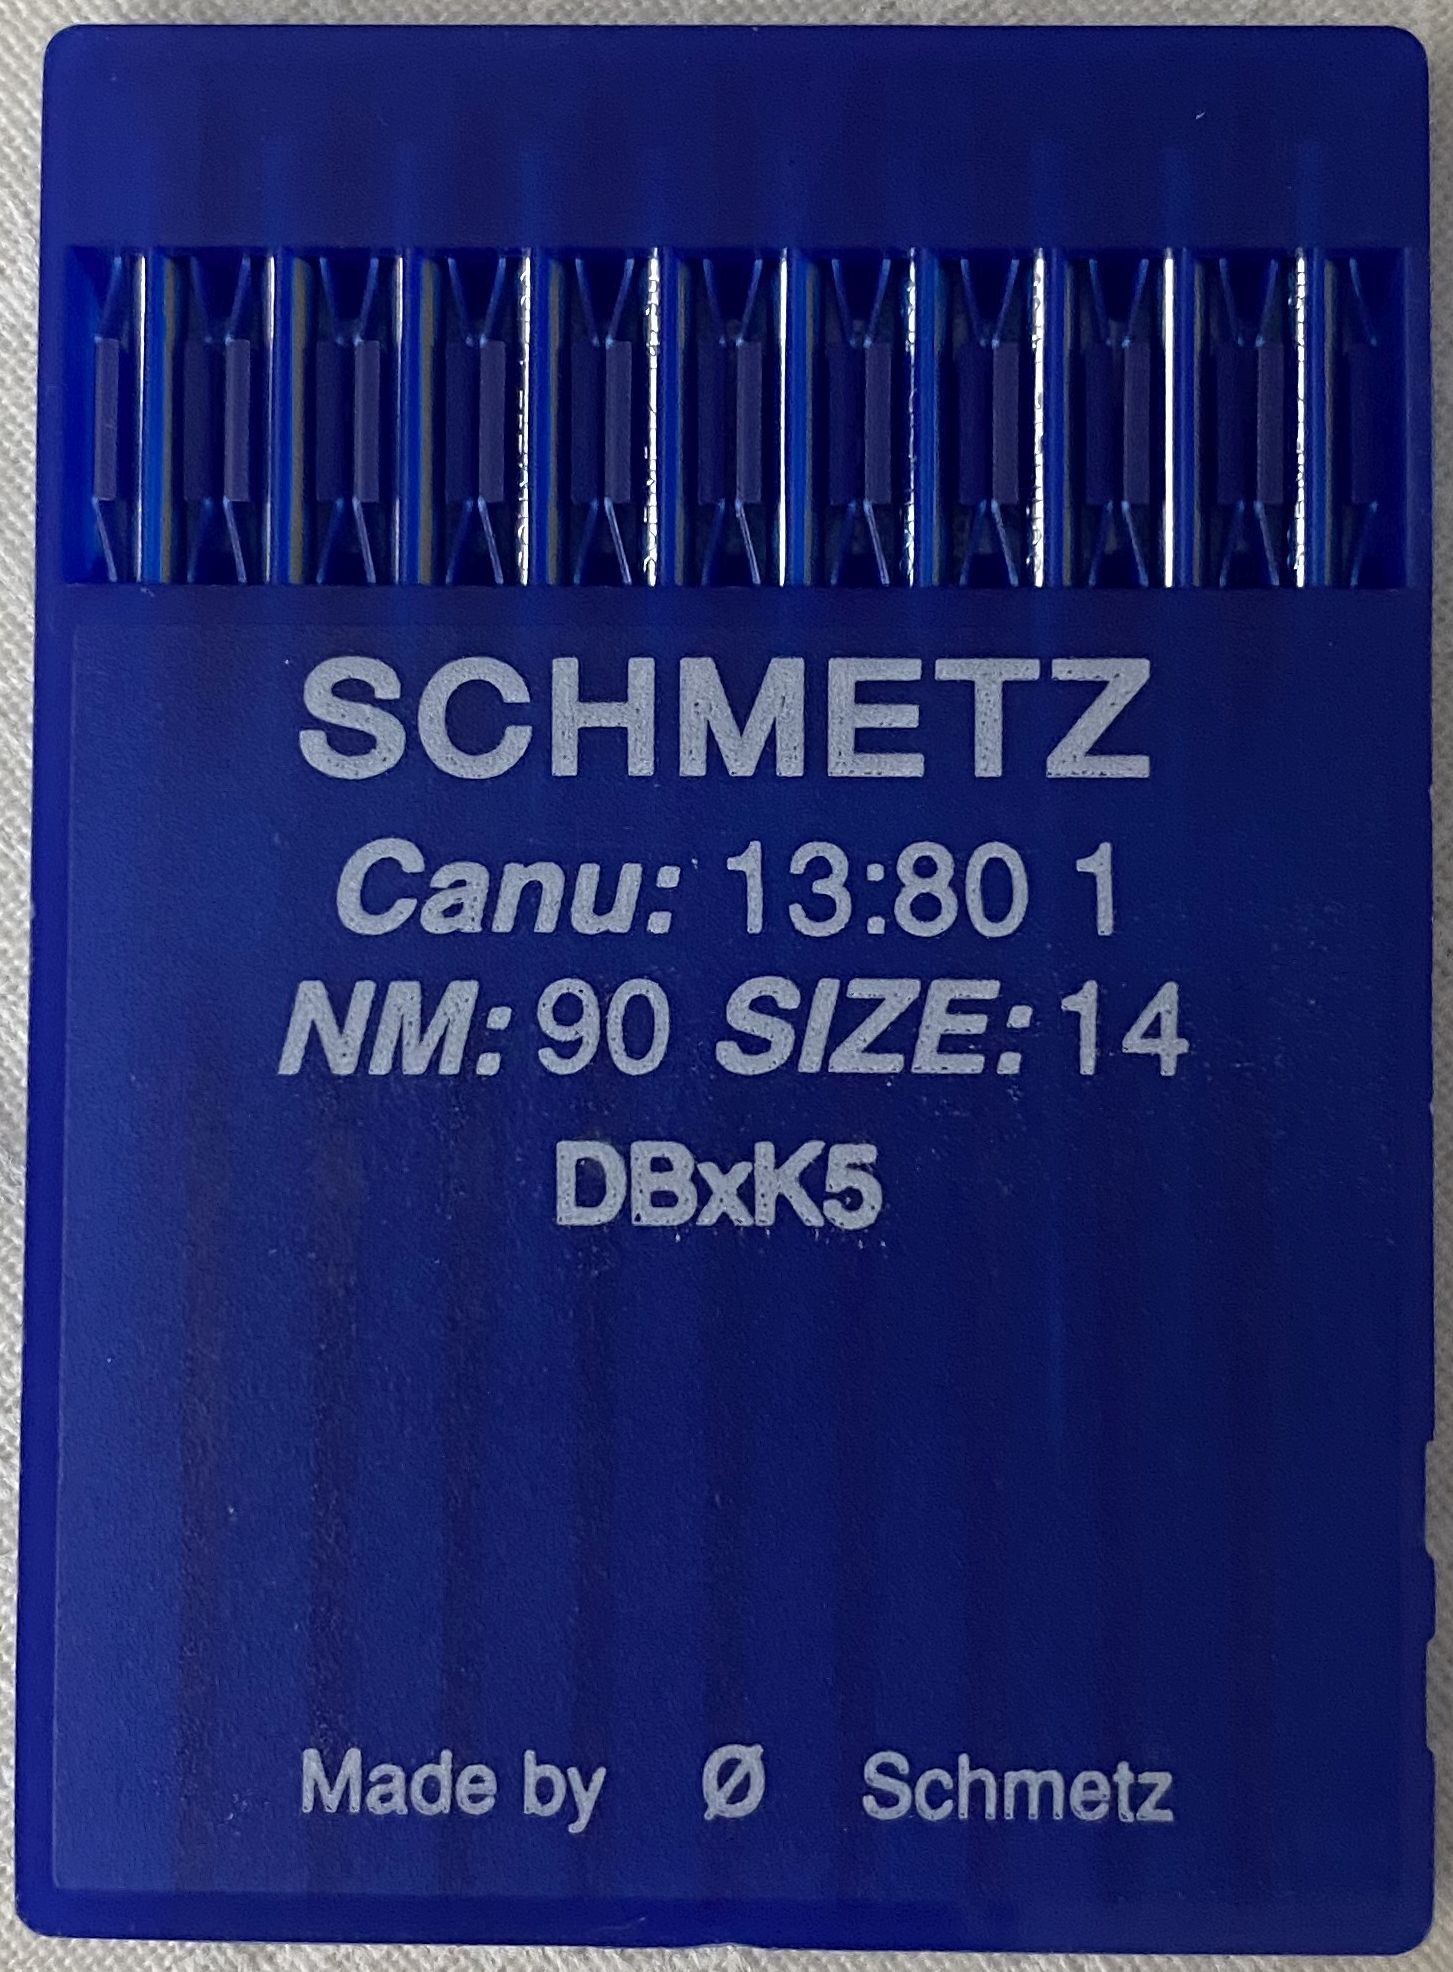 SCHMETZ
Canu: 13:80 1
NM: 90 SIZE: 14
DBxK5
Made by Ø Schmetz